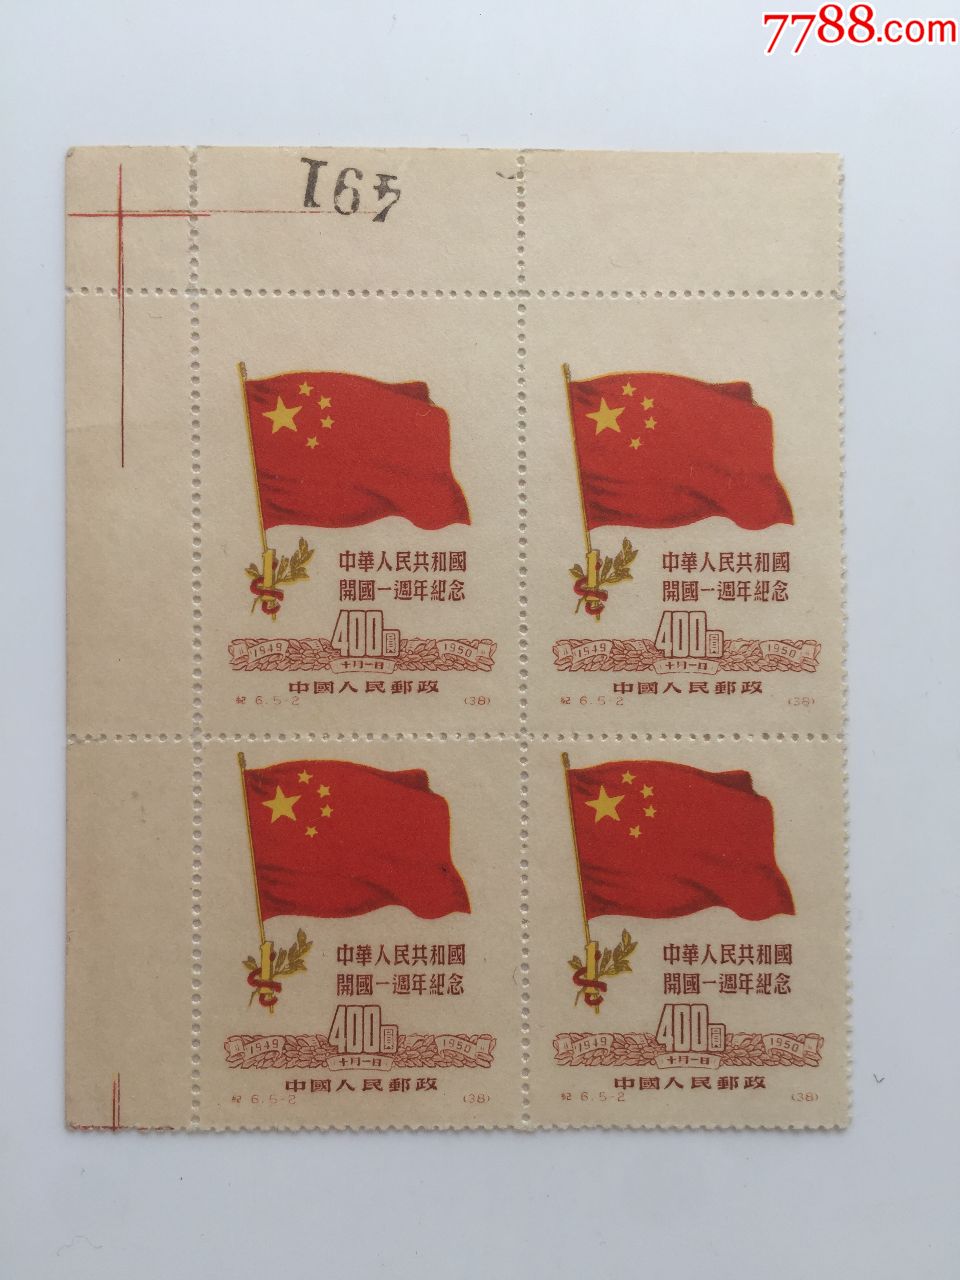 7788.com
491
中華人民共和國
開國一週年紀念
400圓
1949 十月一日 1950
中國人民郵政
紀 6.5-2 (38)
中華人民共和國
開國一週年紀念
400圓
1949 十月一日 1950
中國人民郵政
紀 6.5-2 (38)
中華人民共和國
開國一週年紀念
400圓
1949 十月一日 1950
中國人民郵政
紀 6.5-2 (38)
中華人民共和國
開國一週年紀念
400圓
1949 十月一日 1950
中國人民郵政
紀 6.5-2 (38)